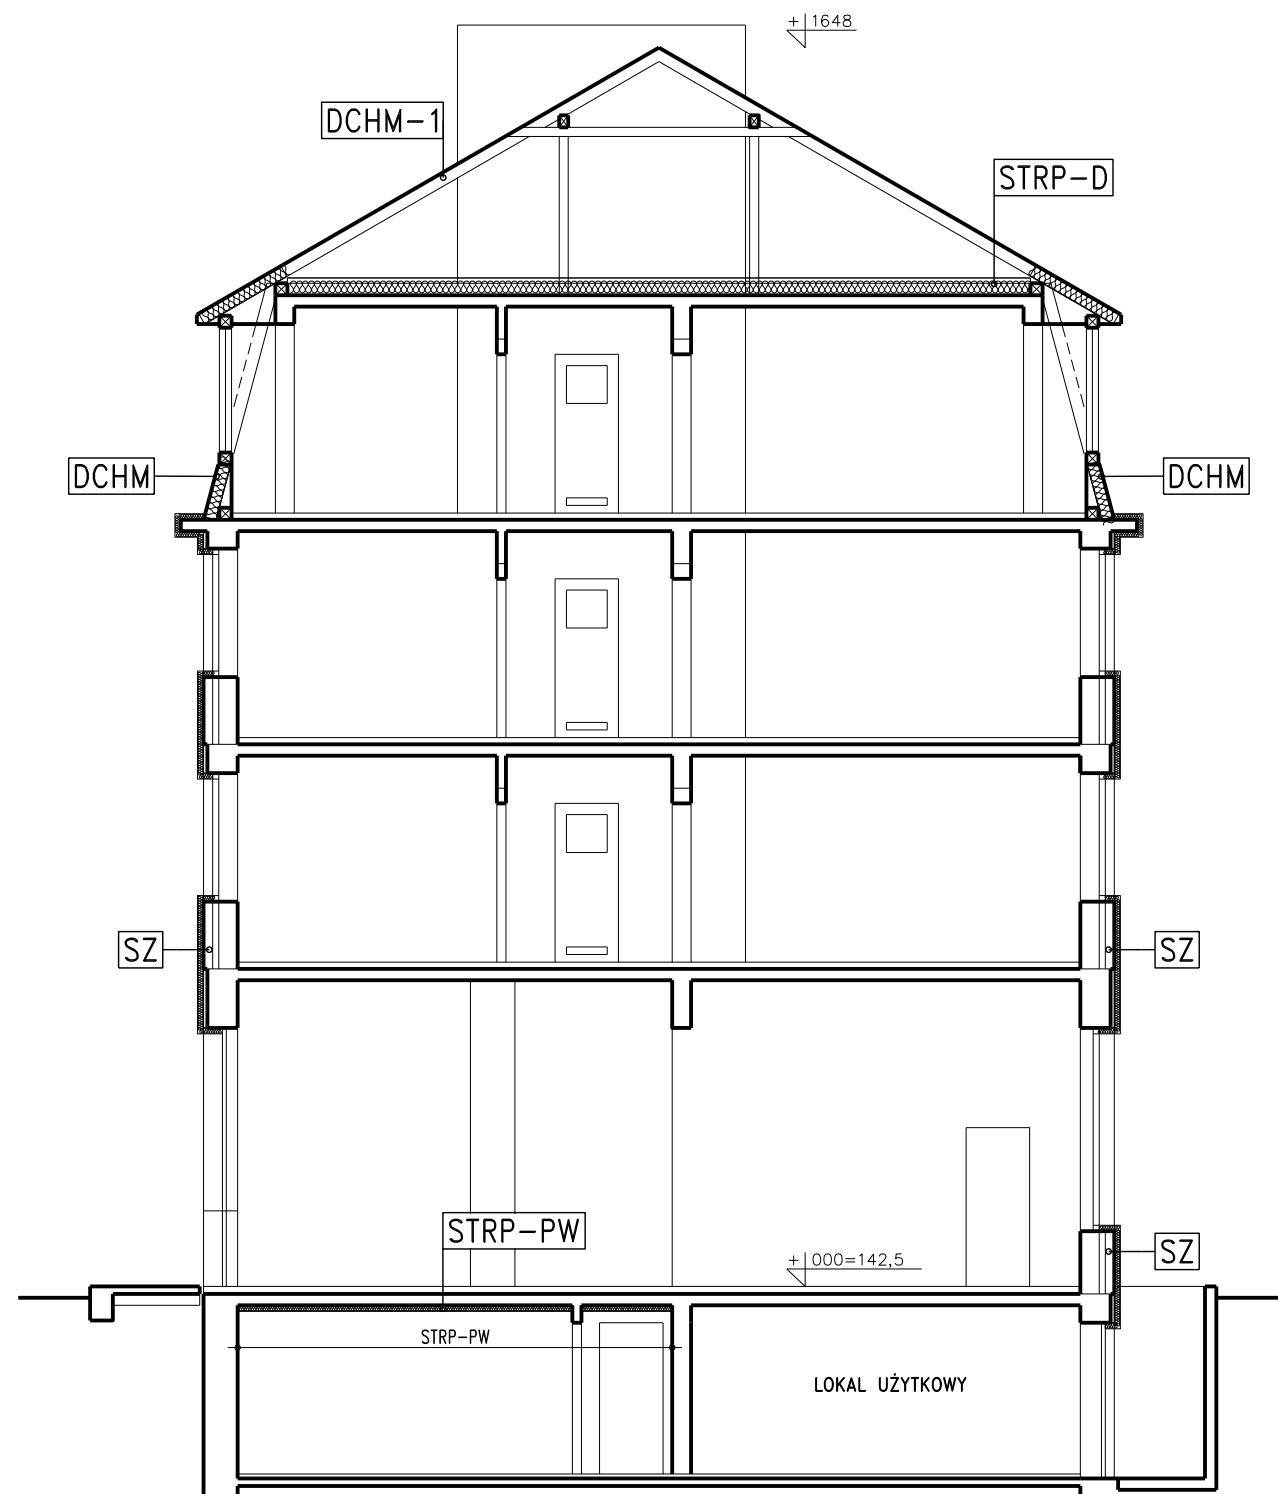 + 1648
DCHM-1
STRP-D
DCHM
DCHM
SZ
SZ
STRP-PW
+ 000=142,5
SZ
STRP-PW
LOKAL UŻYTKOWY